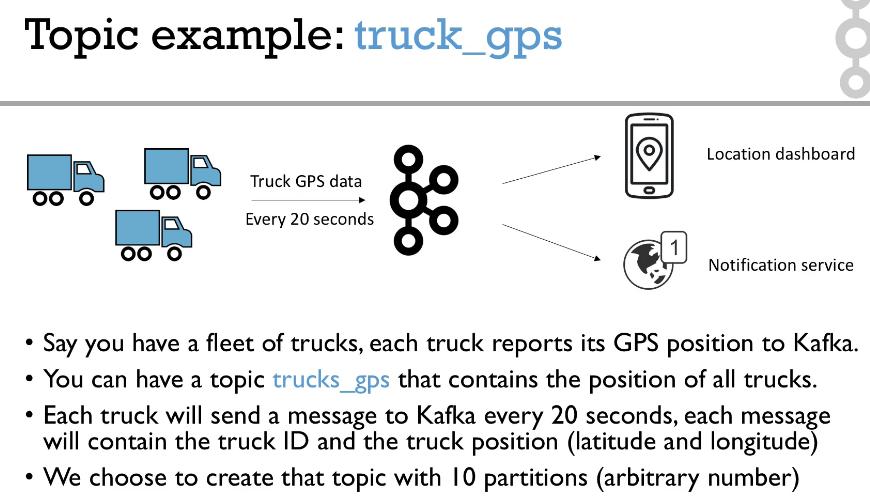 Topic example: truck_gps
Truck GPS data
Every 20 seconds
Location dashboard
1
Notification service
• Say you have a fleet of trucks, each truck reports its GPS position to Kafka.
• You can have a topic trucks_gps that contains the position of all trucks.
• Each truck will send a message to Kafka every 20 seconds, each message
will contain the truck ID and the truck position (latitude and longitude)
• We choose to create that topic with 10 partitions (arbitrary number)